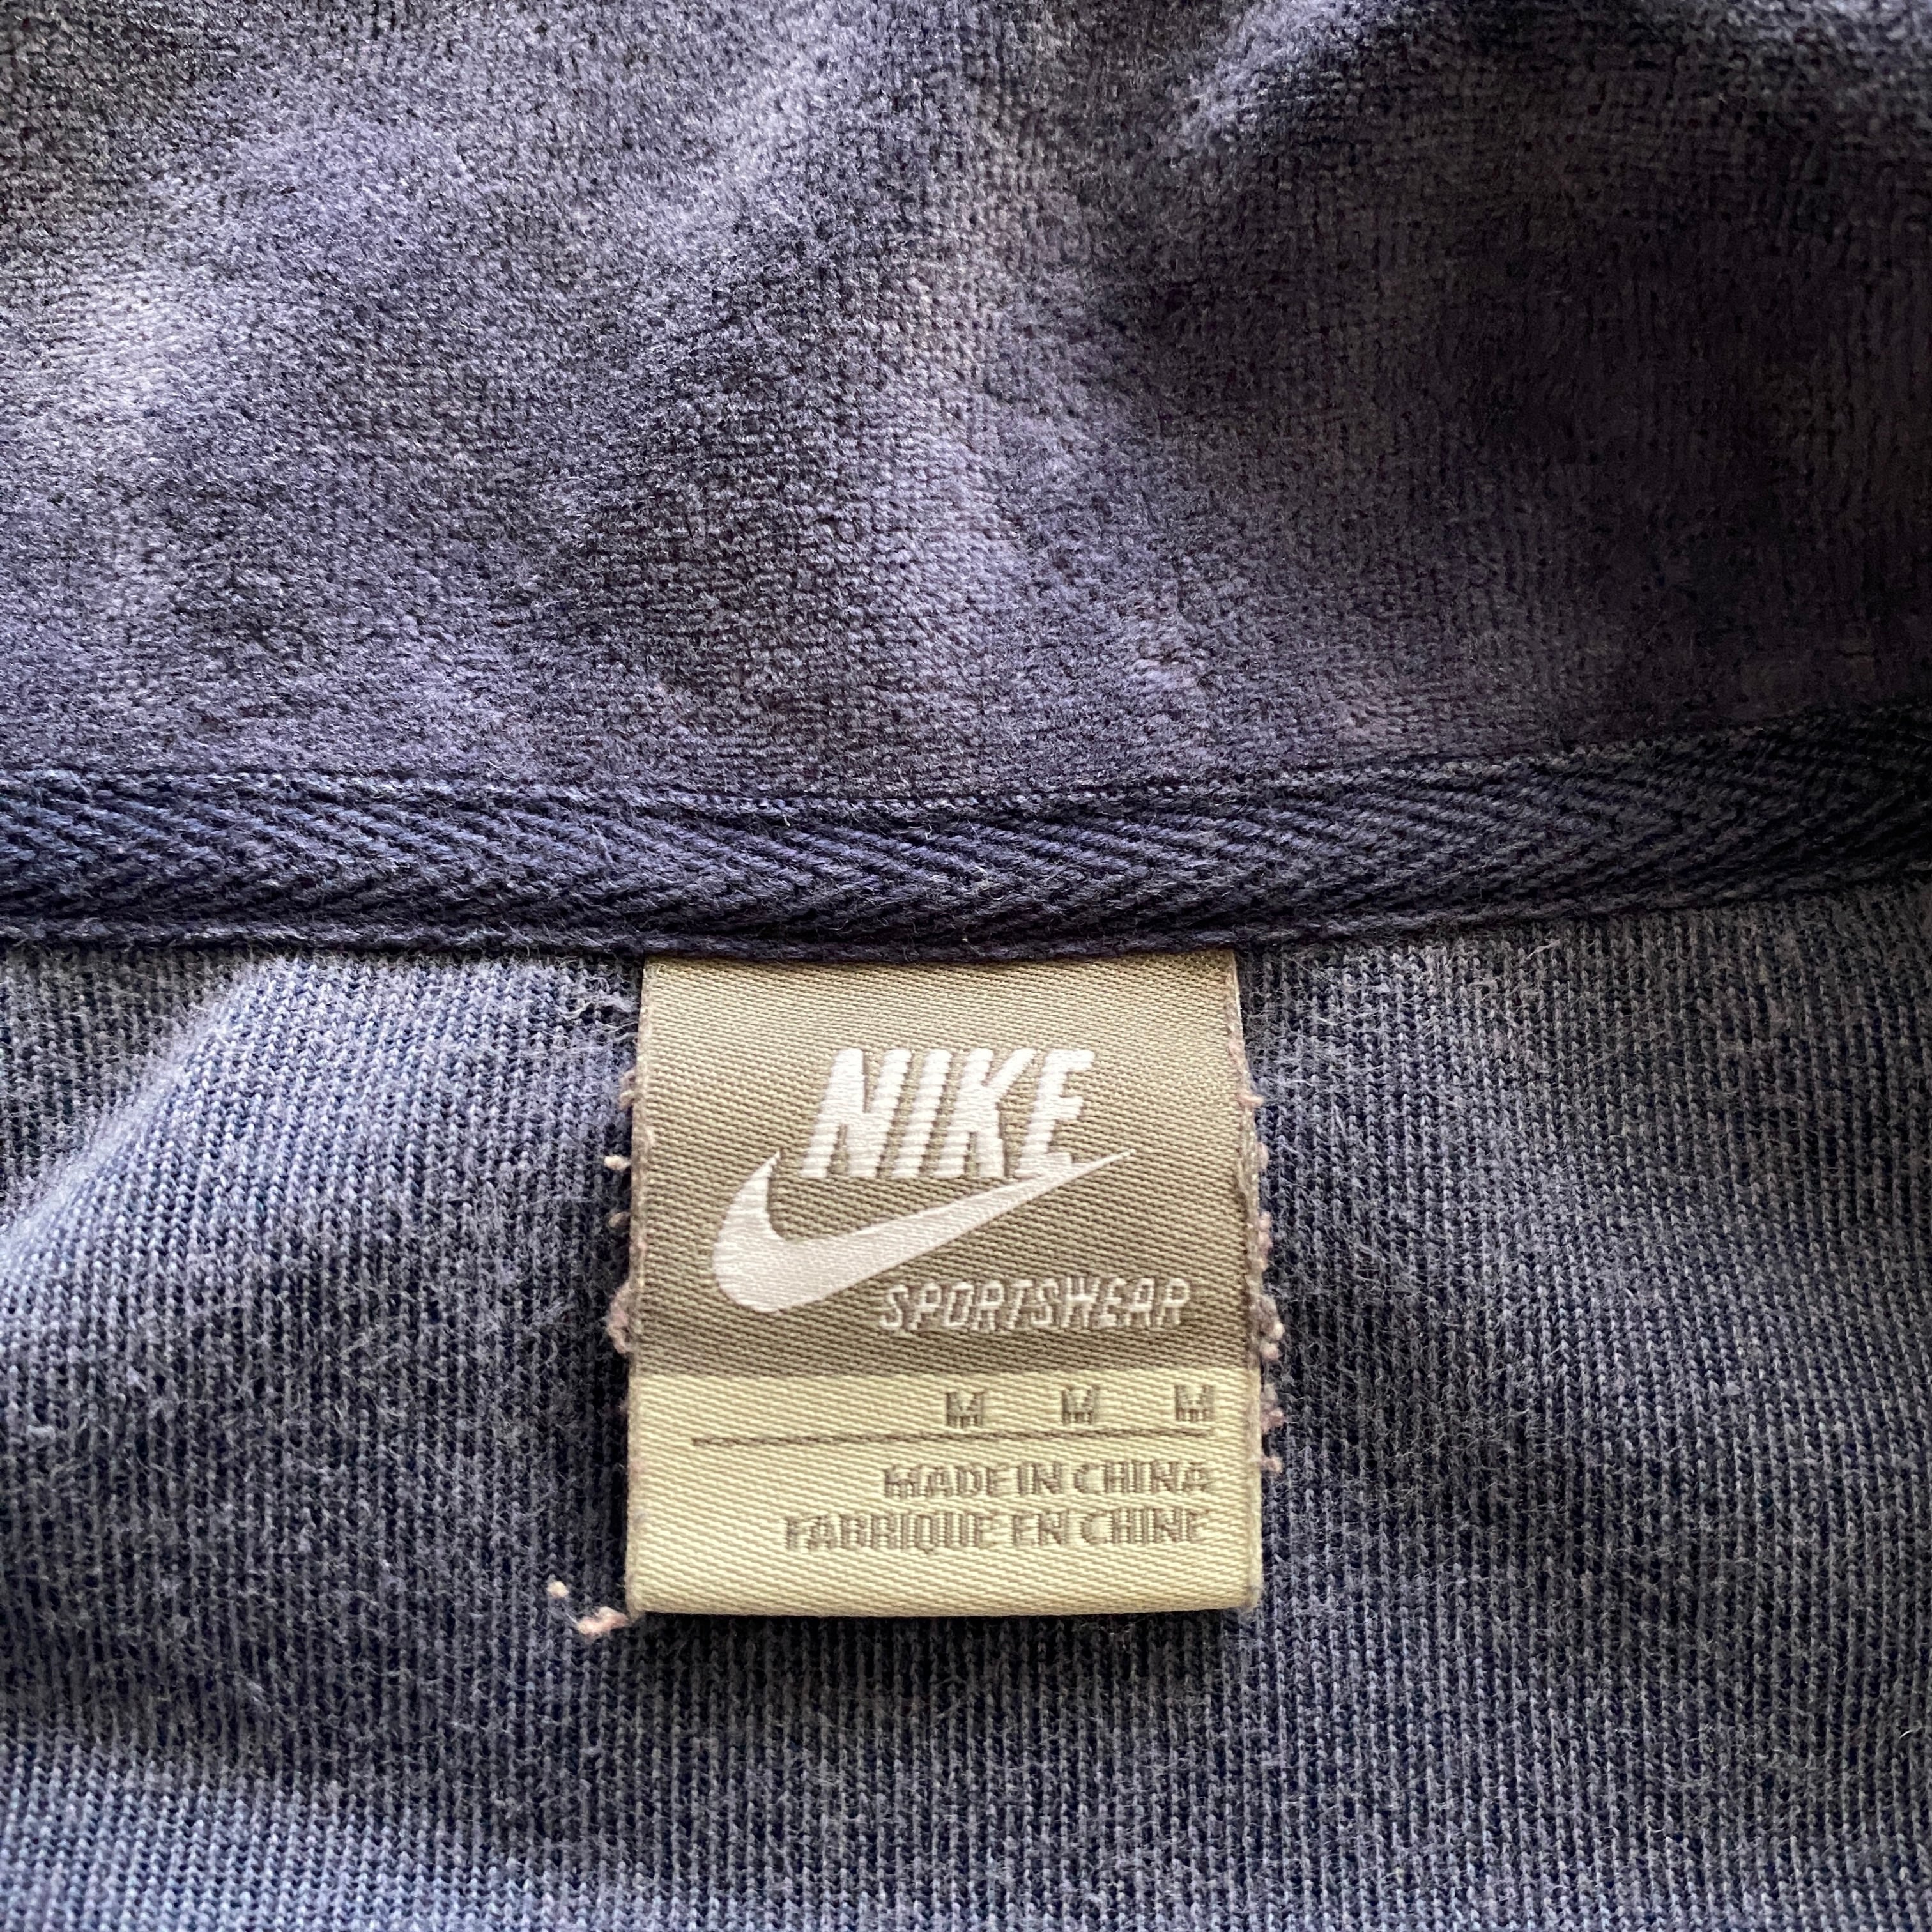 NIKE
SPORTSWEAR
M M M
MADE IN CHINA
FABRIQUE EN CHINE